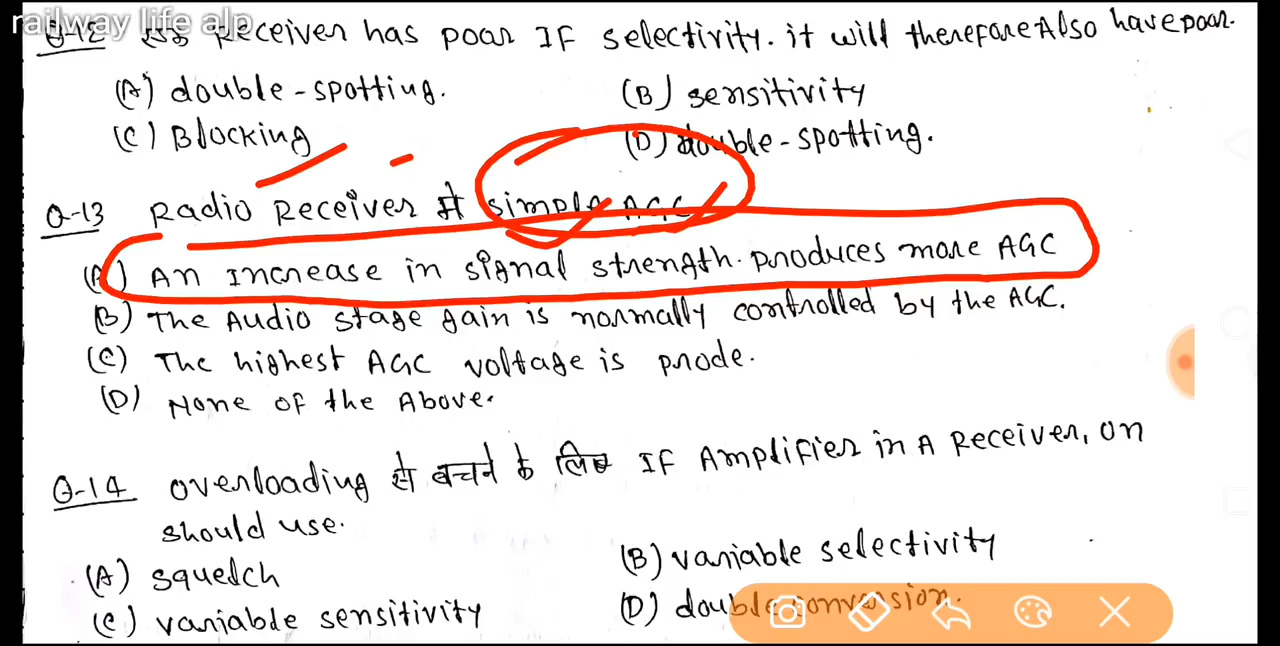 railway life alp
Q-12 एक Receiver has poor IF selectivity. it will therefore Also have poor.
(A) double-spotting.
(B) sensitivity
(C) Blocking
(D) double-spotting.
Q-13 Radio Receiver में simple AGC
(A) An increase in signal strength. produces more AGC
(B) The Audio stage gain is normally controlled by the AGC.
(C) The highest AGC voltage is prode.
(D) None of the Above.
Q-14 overloading से बचने के लिए IF Amplifier in A Receiver, on
should use.
(A) squelch
(B) variable selectivity
(C) variable sensitivity
(D) double conversion.